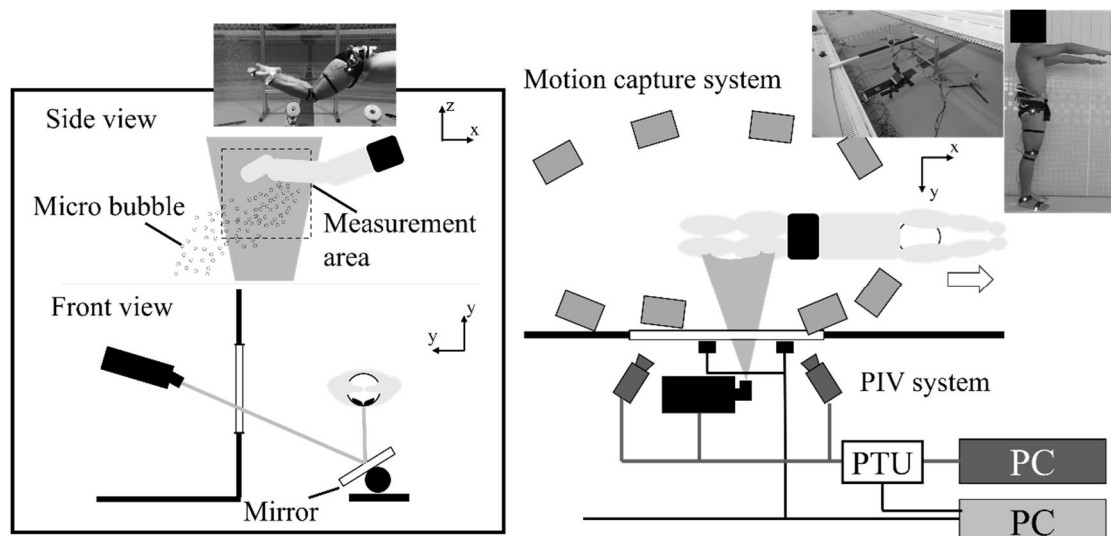 Side view
z
x
Micro bubble
Measurement
area
Front view
y
y
Mirror
Motion capture system
x
y
PIV system
PTU
PC
PC